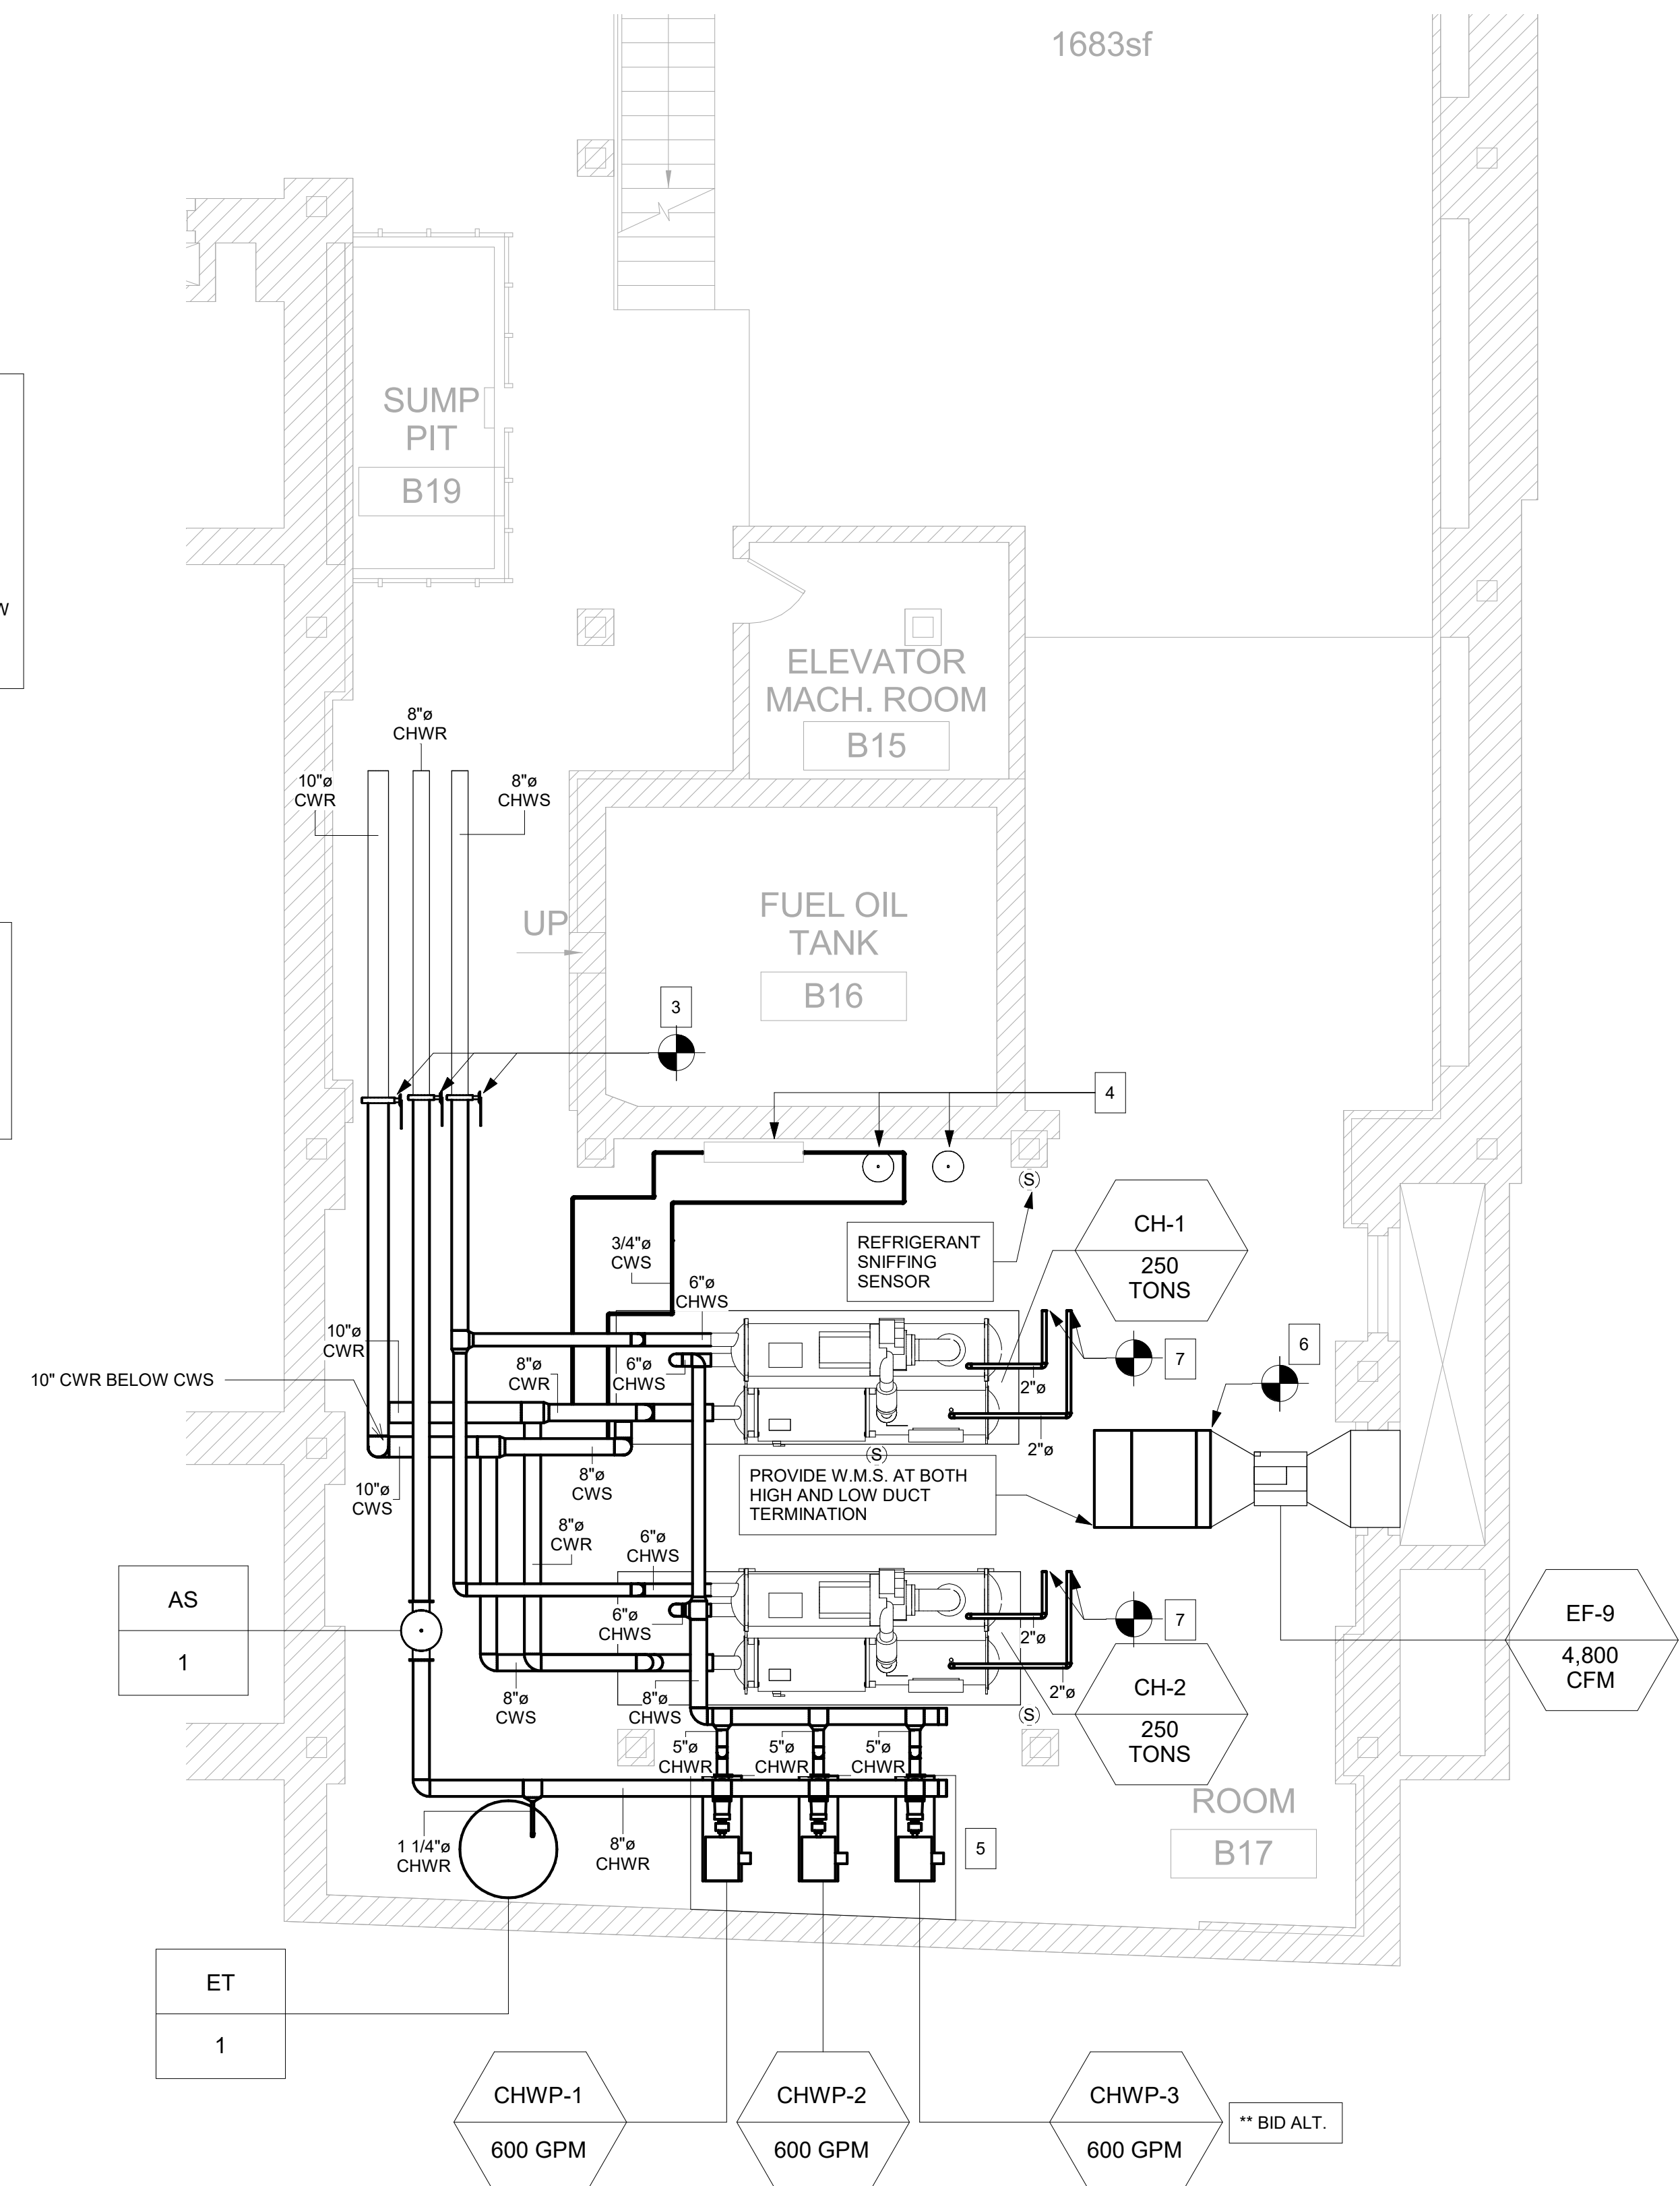 1683sf
SUMP
PIT
B19
W
ELEVATOR
MACH. ROOM
B15
8"ø
CHWR
10"ø
CWR
8"ø
CHWS
FUEL OIL
TANK
B16
UP
3
4
(S)
REFRIGERANT
SNIFFING
SENSOR
CH-1
250
TONS
3/4"ø
CWS
6"ø
CHWS
10"ø
CWR
8"ø
CWR
6"ø
CHWS
10" CWR BELOW CWS
2"ø
7
6
2"ø
(S)
10"ø
CWS
8"ø
CWS
PROVIDE W.M.S. AT BOTH
HIGH AND LOW DUCT
TERMINATION
8"ø
CWR
6"ø
CHWS
AS
1
6"ø
CHWS
2"ø
7
EF-9
4,800
CFM
2"ø
CH-2
250
TONS
8"ø
CWS
8"ø
CHWS
(S)
5"ø
CHWR
5"ø
CHWR
5"ø
CHWR
ROOM
B17
1 1/4"ø
CHWR
8"ø
CHWR
5
ET
1
CHWP-1
600 GPM
CHWP-2
600 GPM
CHWP-3
600 GPM
** BID ALT.